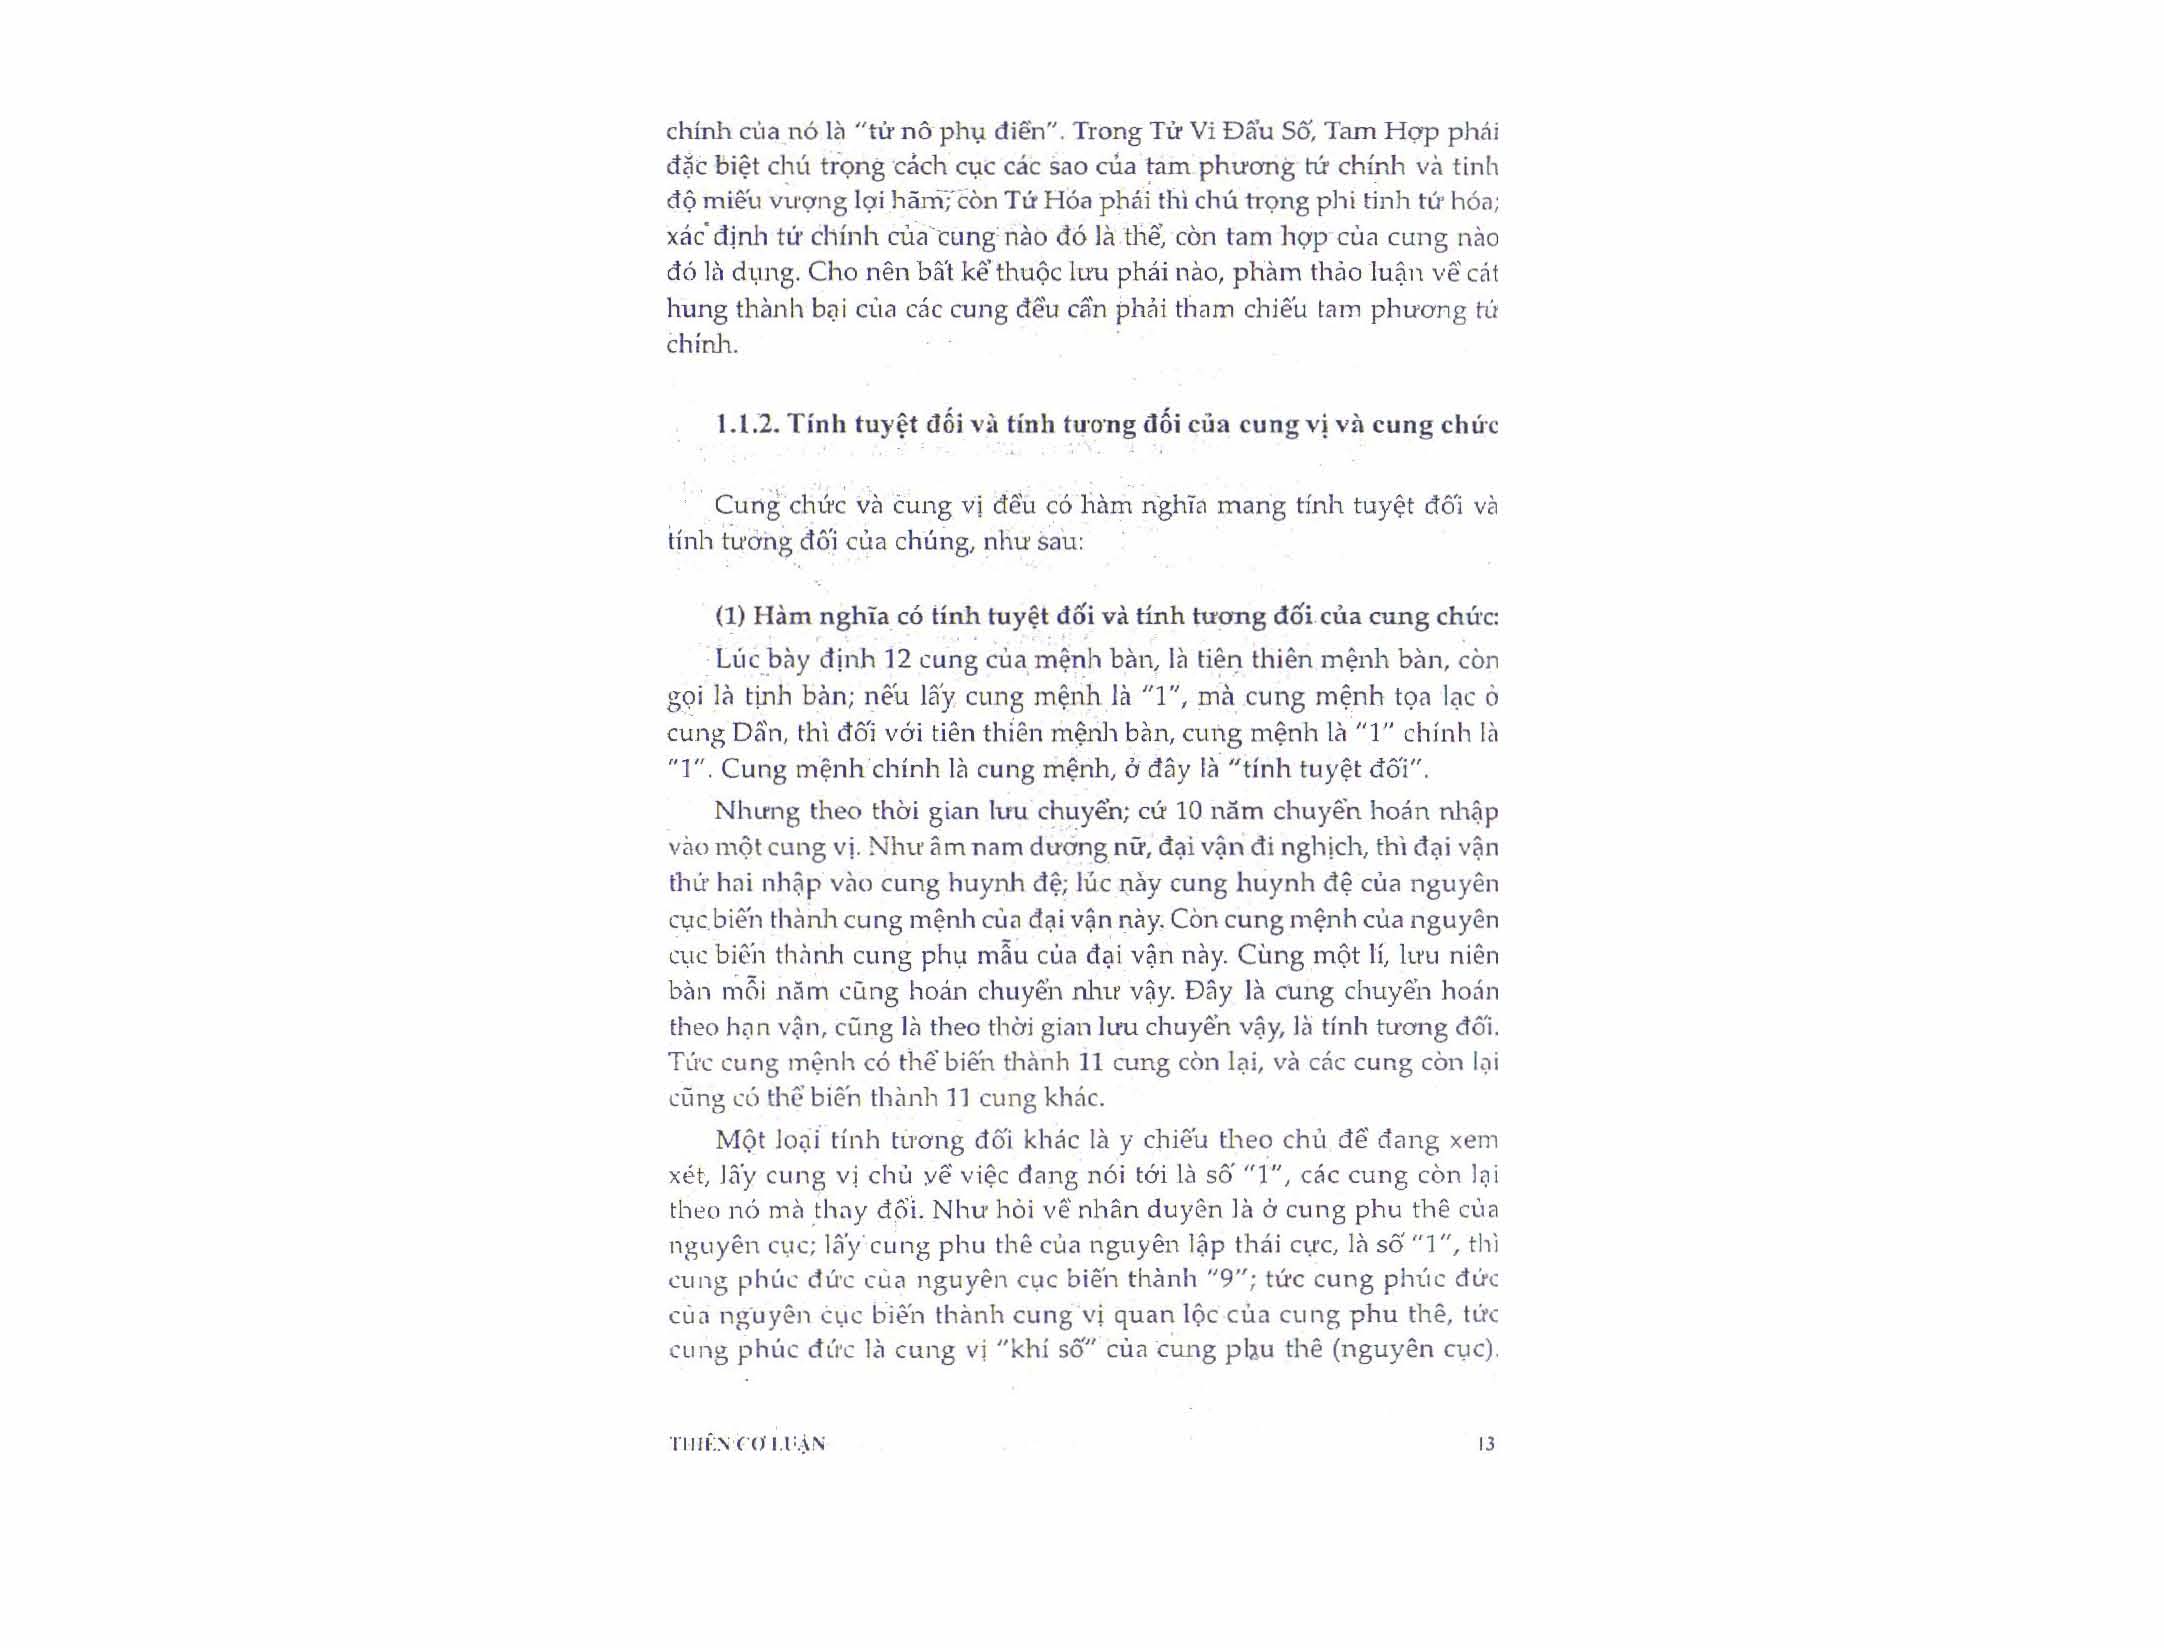 chính của nó là "tử nô phụ điền". Trong Tử Vi Đẩu Số, Tam Hợp phái
đặc biệt chú trọng cách cục các sao của tam phương tứ chính và tinh
độ miếu vượng lợi hãm; còn Tứ Hóa phái thì chú trọng phi tinh tứ hóa;
xác định tứ chính của cung nào đó là thể, còn tam hợp của cung nào
đó là dụng. Cho nên bất kể thuộc lưu phái nào, phàm thảo luận về cát
hung thành bại của các cung đều cần phải tham chiếu tam phương tứ
chính.
1.1.2. Tính tuyệt đối và tính tương đối của cung vị và cung chức
Cung chức và cung vị đều có hàm nghĩa mang tính tuyệt đối và
tính tương đối của chúng, như sau:
(1) Hàm nghĩa có tính tuyệt đối và tính tương đối của cung chức:
Lúc bày định 12 cung của mệnh bàn, là tiên thiên mệnh bàn, còn
gọi là tịnh bàn; nếu lấy cung mệnh là "1", mà cung mệnh tọa lạc ở
cung Dần, thì đối với tiên thiên mệnh bàn, cung mệnh là "1" chính là
"1". Cung mệnh chính là cung mệnh, ở đây là "tính tuyệt đối".
Nhưng theo thời gian lưu chuyển; cứ 10 năm chuyển hoán nhập
vào một cung vị. Như âm nam dương nữ, đại vận đi nghịch, thì đại vận
thứ hai nhập vào cung huynh đệ; lúc này cung huynh đệ của nguyên
cục biến thành cung mệnh của đại vận này. Còn cung mệnh của nguyên
cục biến thành cung phụ mẫu của đại vận này. Cùng một lí, lưu niên
bàn mỗi năm cũng hoán chuyển như vậy. Đây là cung chuyển hoán
theo hạn vận, cũng là theo thời gian lưu chuyển vậy, là tính tương đối.
Tức cung mệnh có thể biến thành 11 cung còn lại, và các cung còn lại
cũng có thể biến thành 11 cung khác.
Một loại tính tương đối khác là y chiếu theo chủ đề đang xem
xét, lấy cung vị chủ về việc đang nói tới là số "1", các cung còn lại
theo nó mà thay đổi. Như hỏi về nhân duyên là ở cung phu thê của
nguyên cục; lấy cung phu thê của nguyên lập thái cực, là số "1", thì
cung phúc đức của nguyên cục biến thành "9"; tức cung phúc đức
của nguyên cục biến thành cung vị quan lộc của cung phu thê, tức
cung phúc đức là cung vị "khí số" của cung phu thê (nguyên cục).
THIÊN CƠ LUẬN 13